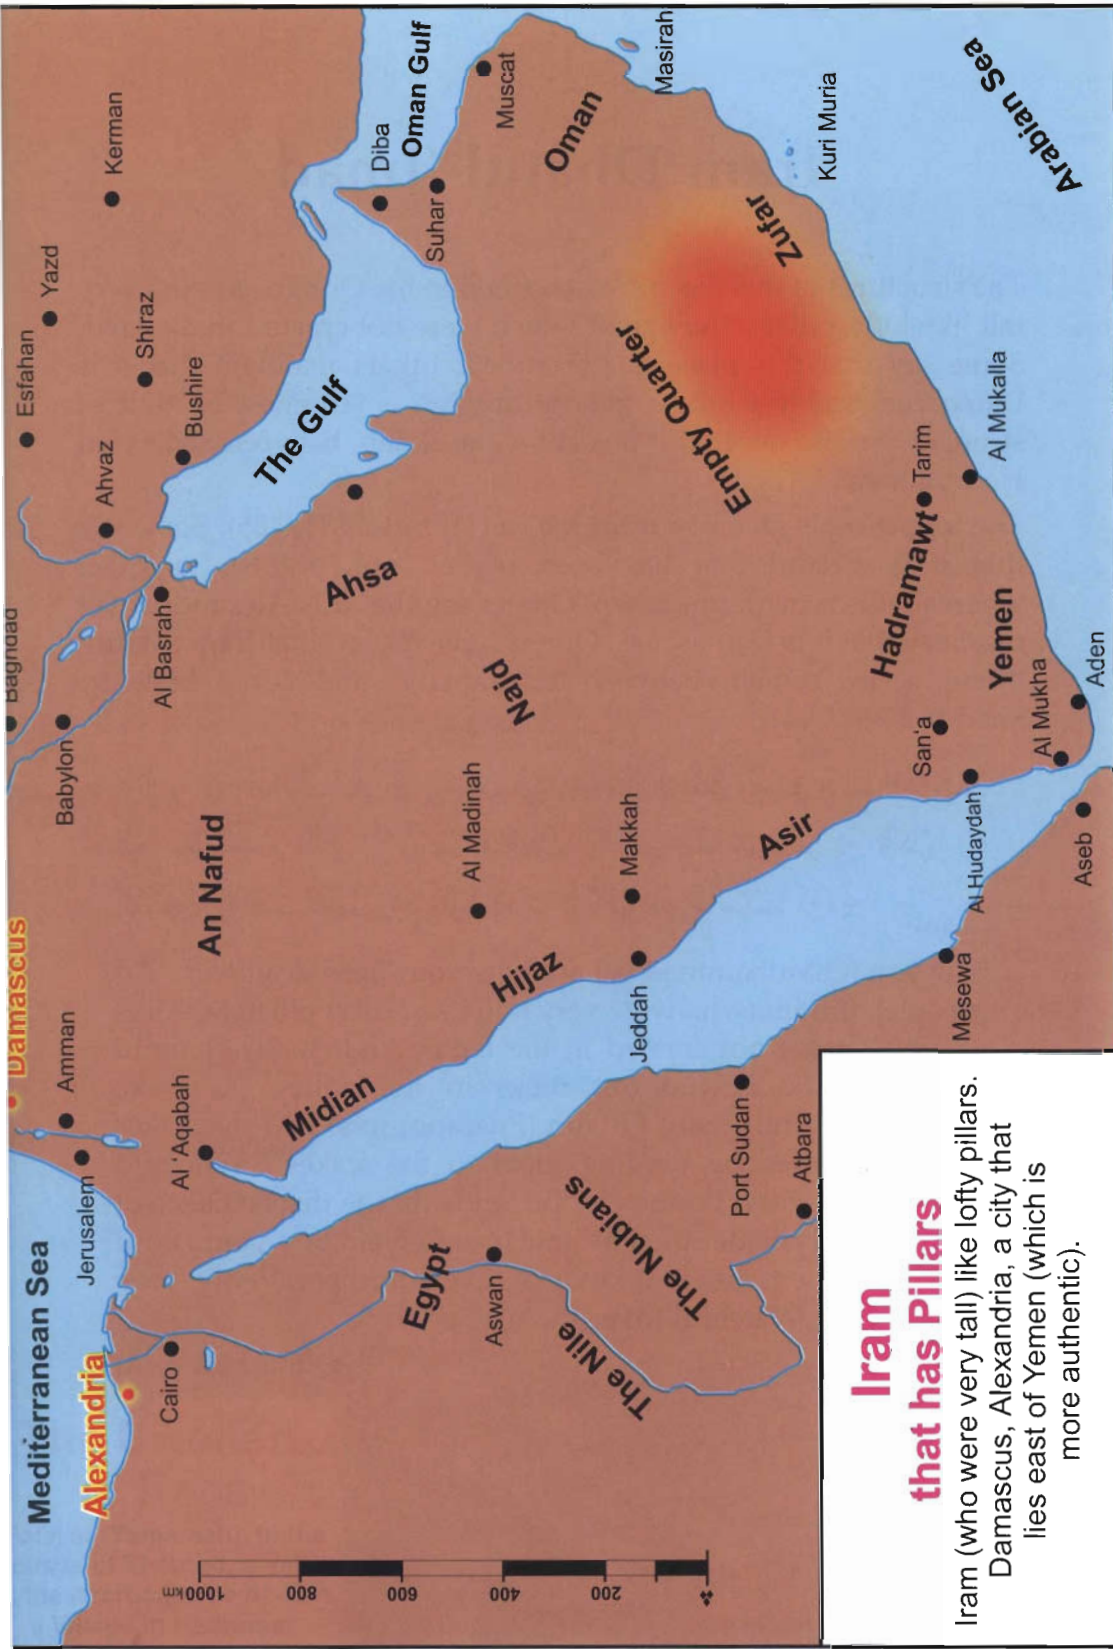 Mediterranean Sea
Damascus
Baghdad
Esfahan
Yazd
Amman
Babylon
Jerusalem
Alexandria
Ahvaz
Kerman
Shiraz
Cairo
Al 'Aqabah
Al Basrah
Bushire
An Nafud
The Gulf
Midian
Ahsa
Diba
Oman Gulf
Egypt
Al Madinah
Suhar
Aswan
Hijaz
Najd
Muscat
The Nile
The Nubians
Oman
Jeddah
Makkah
Empty Quarter
Masirah
Port Sudan
Asir
Zufar
Atbara
Kuri Muria
Hadramawt
Tarim
San'a
Mesewa
Al Hudaydah
Yemen
Al Mukalla
Arabian Sea
Al Mukha
Aseb
Aden
1000 km
800
600
400
200
Iram
that has Pillars
Iram (who were very tall) like lofty pillars.
Damascus, Alexandria, a city that
lies east of Yemen (which is
more authentic).